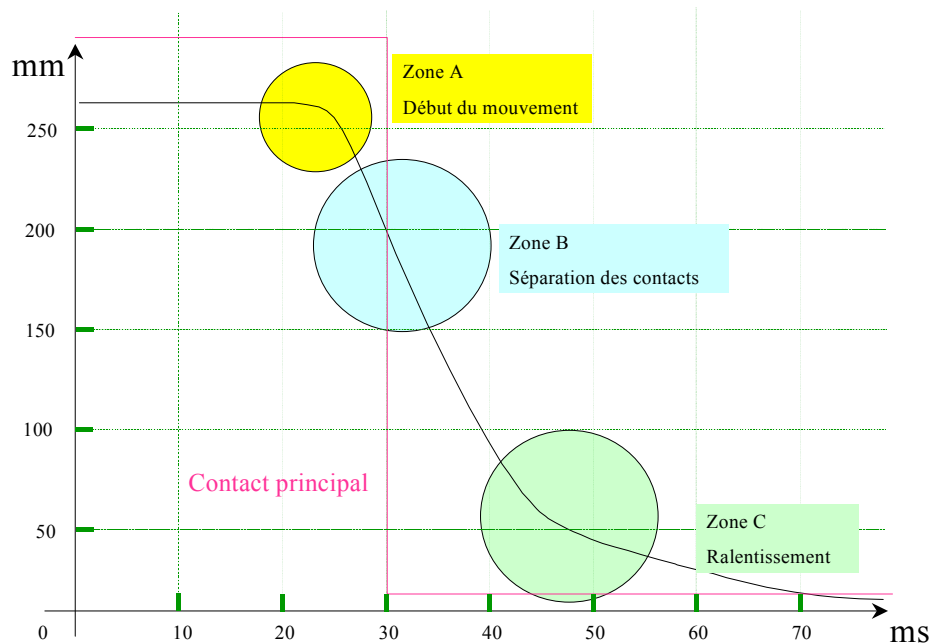 mm
Zone A
Début du mouvement
250
200
Zone B
Séparation des contacts
150
100
Contact principal
50
Zone C
Ralentissement
0 10 20 30 40 50 60 70 ms